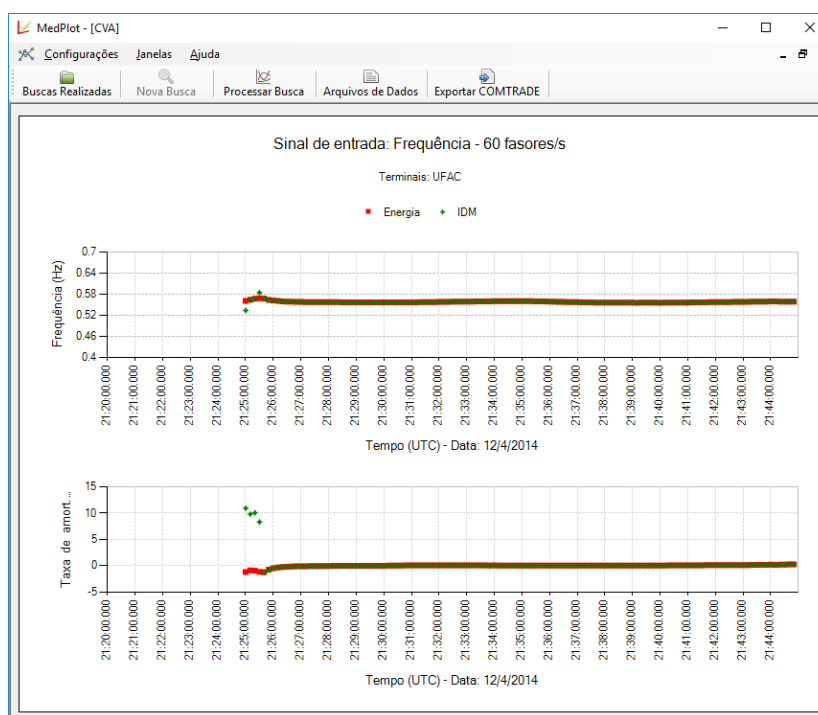 MedPlot - [CVA]
Configurações Janelas Ajuda
Buscas Realizadas Nova Busca Processar Busca Arquivos de Dados Exportar COMTRADE
Sinal de entrada: Frequência - 60 fasores/s
Terminais: UFAC
Energia IDM
Frequência (Hz)
0.7
0.64
0.58
0.52
0.46
0.4
21:20:00.000 21:21:00.000 21:22:00.000 21:23:00.000 21:24:00.000 21:25:00.000 21:26:00.000 21:27:00.000 21:28:00.000 21:29:00.000 21:30:00.000 21:31:00.000 21:32:00.000 21:33:00.000 21:34:00.000 21:35:00.000 21:36:00.000 21:37:00.000 21:38:00.000 21:39:00.000 21:40:00.000 21:41:00.000 21:42:00.000 21:43:00.000 21:44:00.000
Tempo (UTC) - Data: 12/4/2014
Taxa de amort. ...
15
10
5
0
-5
21:20:00.000 21:21:00.000 21:22:00.000 21:23:00.000 21:24:00.000 21:25:00.000 21:26:00.000 21:27:00.000 21:28:00.000 21:29:00.000 21:30:00.000 21:31:00.000 21:32:00.000 21:33:00.000 21:34:00.000 21:35:00.000 21:36:00.000 21:37:00.000 21:38:00.000 21:39:00.000 21:40:00.000 21:41:00.000 21:42:00.000 21:43:00.000 21:44:00.000
Tempo (UTC) - Data: 12/4/2014